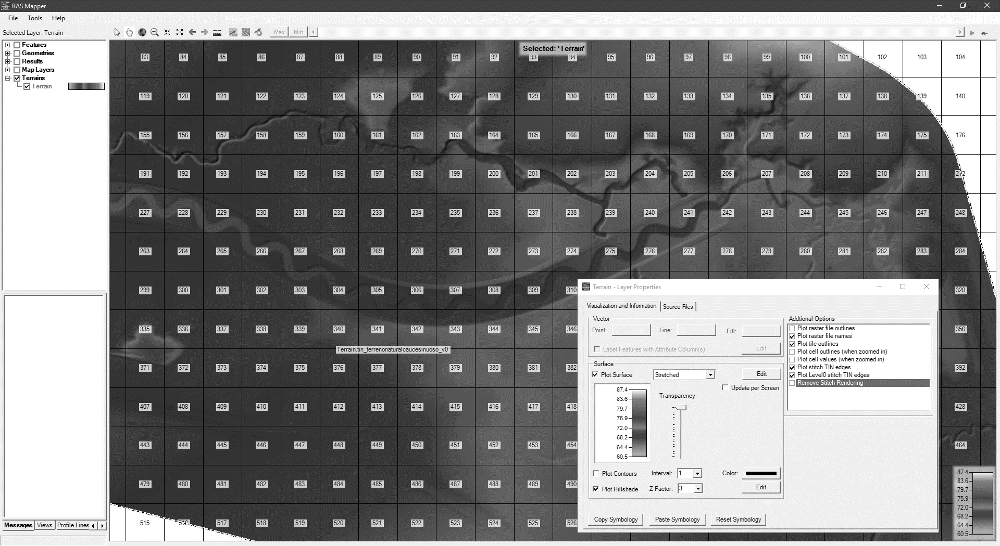 RAS Mapper
File Tools Help
Selected Layer: Terrain
Max Min
Features
Geometries
Results
Map Layers
Terrains
Terrain
Selected: 'Terrain'
83 84 85 86 87 88 89 90 91 92 93 94 95 96 97 98 99 100 101 102 103 104
119 120 121 122 123 124 125 126 127 128 129 130 131 132 133 134 135 136 137 138 139 140
155 156 157 158 159 160 161 162 163 164 165 166 167 168 169 170 171 172 173 174 175 176
191 192 193 194 195 196 197 198 199 200 201 202 203 204 205 206 207 208 209 210 211 212
227 228 229 230 231 232 233 234 235 236 237 238 239 240 241 242 243 244 245 246 247 248
263 264 265 266 267 268 269 270 271 272 273 274 275 276 277 278 279 280 281 282 283 284
299 300 301 302 303 304 305 306 307 308 309 310 320
335 336 337 338 339 340 341 342 343 344 345 346 356
Terrain.tin_terrenonaturalcaucesinuoso_v0
371 372 373 374 375 376 377 378 379 380 381 382 392
407 408 409 410 411 412 413 414 415 416 417 418 428
443 444 445 446 447 448 449 450 451 452 453 454 464
479 480 481 482 483 484 485 486 487 488 489 490
515 516 517 518 519 520 521 522 523 524 525 526
Terrain - Layer Properties
Visualization and Information Source Files
Vector
Point: Line: Fill:
Label Features with Attribute Column(s) Edit
Surface
Plot Surface Stretched Edit
Update per Screen
87.4
83.6
79.7
75.9
72.0
68.2
64.4
60.5
Transparency
Plot Contours Interval: 1 Color:
Plot Hillshade Z Factor: 3 Edit
Addtional Options
Plot raster file outlines
Plot raster file names
Plot tile outlines
Plot cell outlines (when zoomed in)
Plot cell values (when zoomed in)
Plot stitch TIN edges
Plot Level0 stitch TIN edges
Remove Stitch Rendering
Copy Symbology Paste Symbology Reset Symbology
87.4
83.6
79.7
75.9
72.0
68.2
64.4
60.5
Messages Views Profile Lines